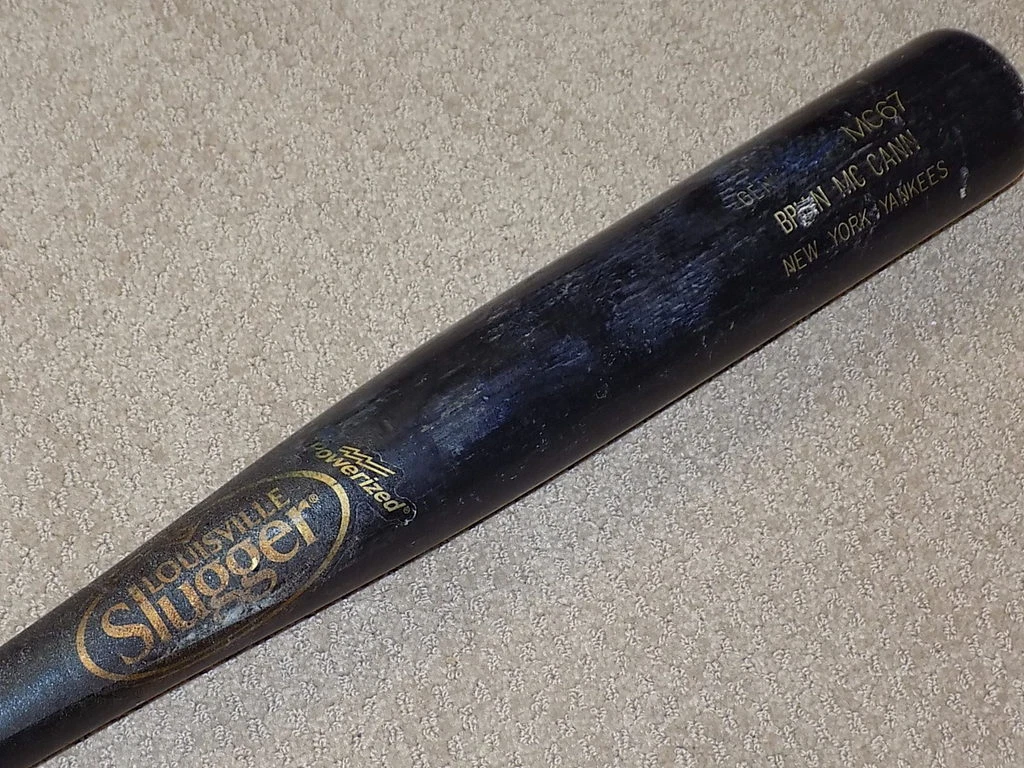 MC67
MC CANN
NEW YORK YANKEES
Powerized®
LOUISVILLE
Slugger®